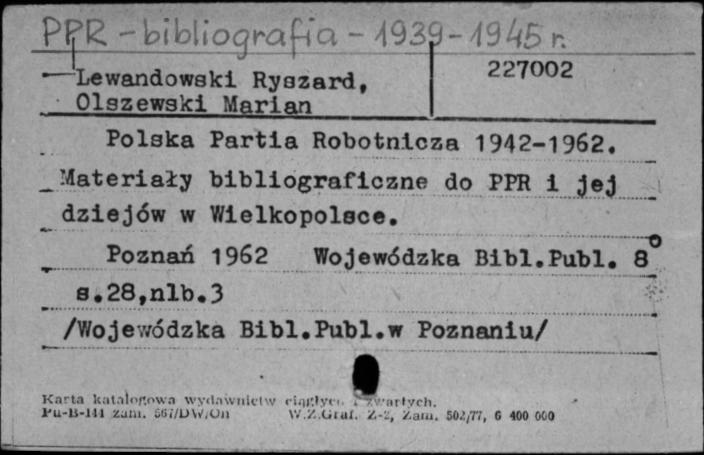 PPR - bibliografia - 1939-1945 r.
Lewandowski Ryszard, 227002
Olszewski Marian
Polska Partia Robotnicza 1942-1962.
Materiały bibliograficzne do PPR i jej
dziejów w Wielkopolsce.
Poznań 1962 Wojewódzka Bibl.Publ. 8°
s.28,nlb.3
/Wojewódzka Bibl.Publ.w Poznaniu/
Karta katalogowa wydawnictw ciągłych i zwartych.
Pu-B-144 zam. 567/DW/On W.Z.Graf. Z-2, Zam. 502/77, 6 400 000